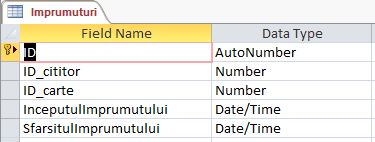 Imprumuturi
Field Name Data Type
ID AutoNumber
ID_cititor Number
ID_carte Number
InceputulImprumutului Date/Time
SfarsitulImprumutului Date/Time